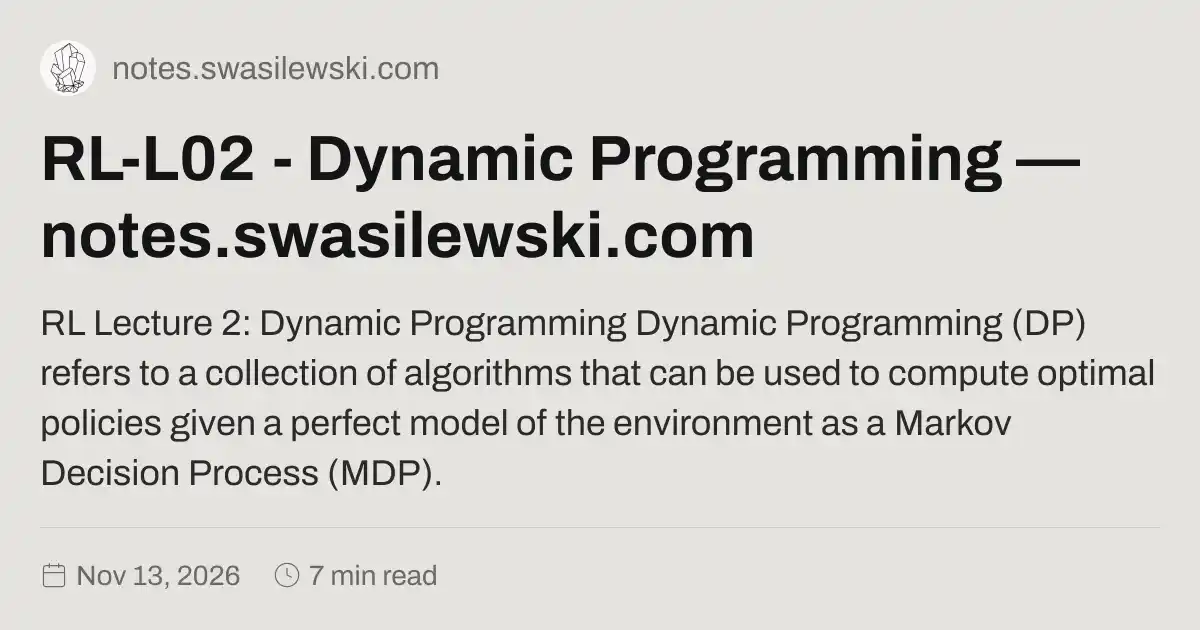 notes.swasilewski.com
RL-L02 - Dynamic Programming —
notes.swasilewski.com
RL Lecture 2: Dynamic Programming Dynamic Programming (DP)
refers to a collection of algorithms that can be used to compute optimal
policies given a perfect model of the environment as a Markov
Decision Process (MDP).
Nov 13, 2026 7 min read